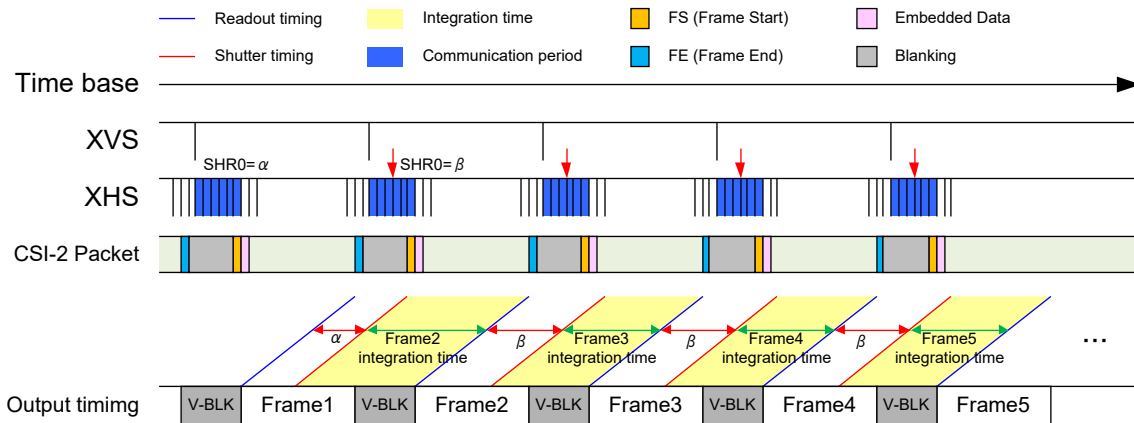 Readout timing
Integration time
FS (Frame Start)
Embedded Data
Shutter timing
Communication period
FE (Frame End)
Blanking
Time base
XVS
SHR0= α
SHR0= β
XHS
CSI-2 Packet
α
Frame2
integration time
β
Frame3
integration time
β
Frame4
integration time
β
Frame5
integration time
...
Output timimg
V-BLK
Frame1
V-BLK
Frame2
V-BLK
Frame3
V-BLK
Frame4
V-BLK
Frame5